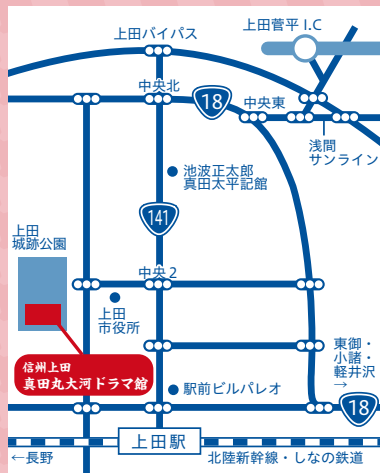 上田菅平 I.C
上田バイパス
中央北
18
中央東
浅間
サンライン
池波正太郎
真田太平記館
141
上田
城跡公園
中央2
上田
市役所
信州上田
真田丸大河ドラマ館
東御・
小諸・
軽井沢
→
駅前ビルパレオ
18
上田駅
←長野
北陸新幹線・しなの鉄道